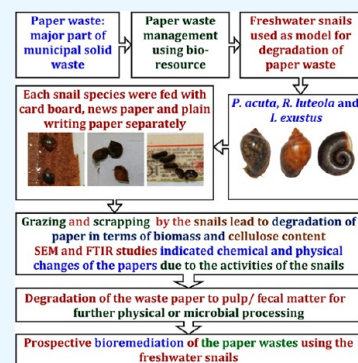 Paper waste:
major part of
municipal solid
waste
Paper waste
management
using bio-
resource
Freshwater snails
used as model for
degradation of
paper waste
Each snail species were fed with
card board, news paper and plain
writing paper separately
P. acuta, R. luteola and
I. exustus
Grazing and scrapping by the snails lead to degradation of
paper in terms of biomass and cellulose content
SEM and FTIR studies indicated chemical and physical
changes of the papers due to the activities of the snails
Degradation of the waste paper to pulp/ fecal matter for
further physical or microbial processing
Prospective bioremediation of the paper wastes using the
freshwater snails